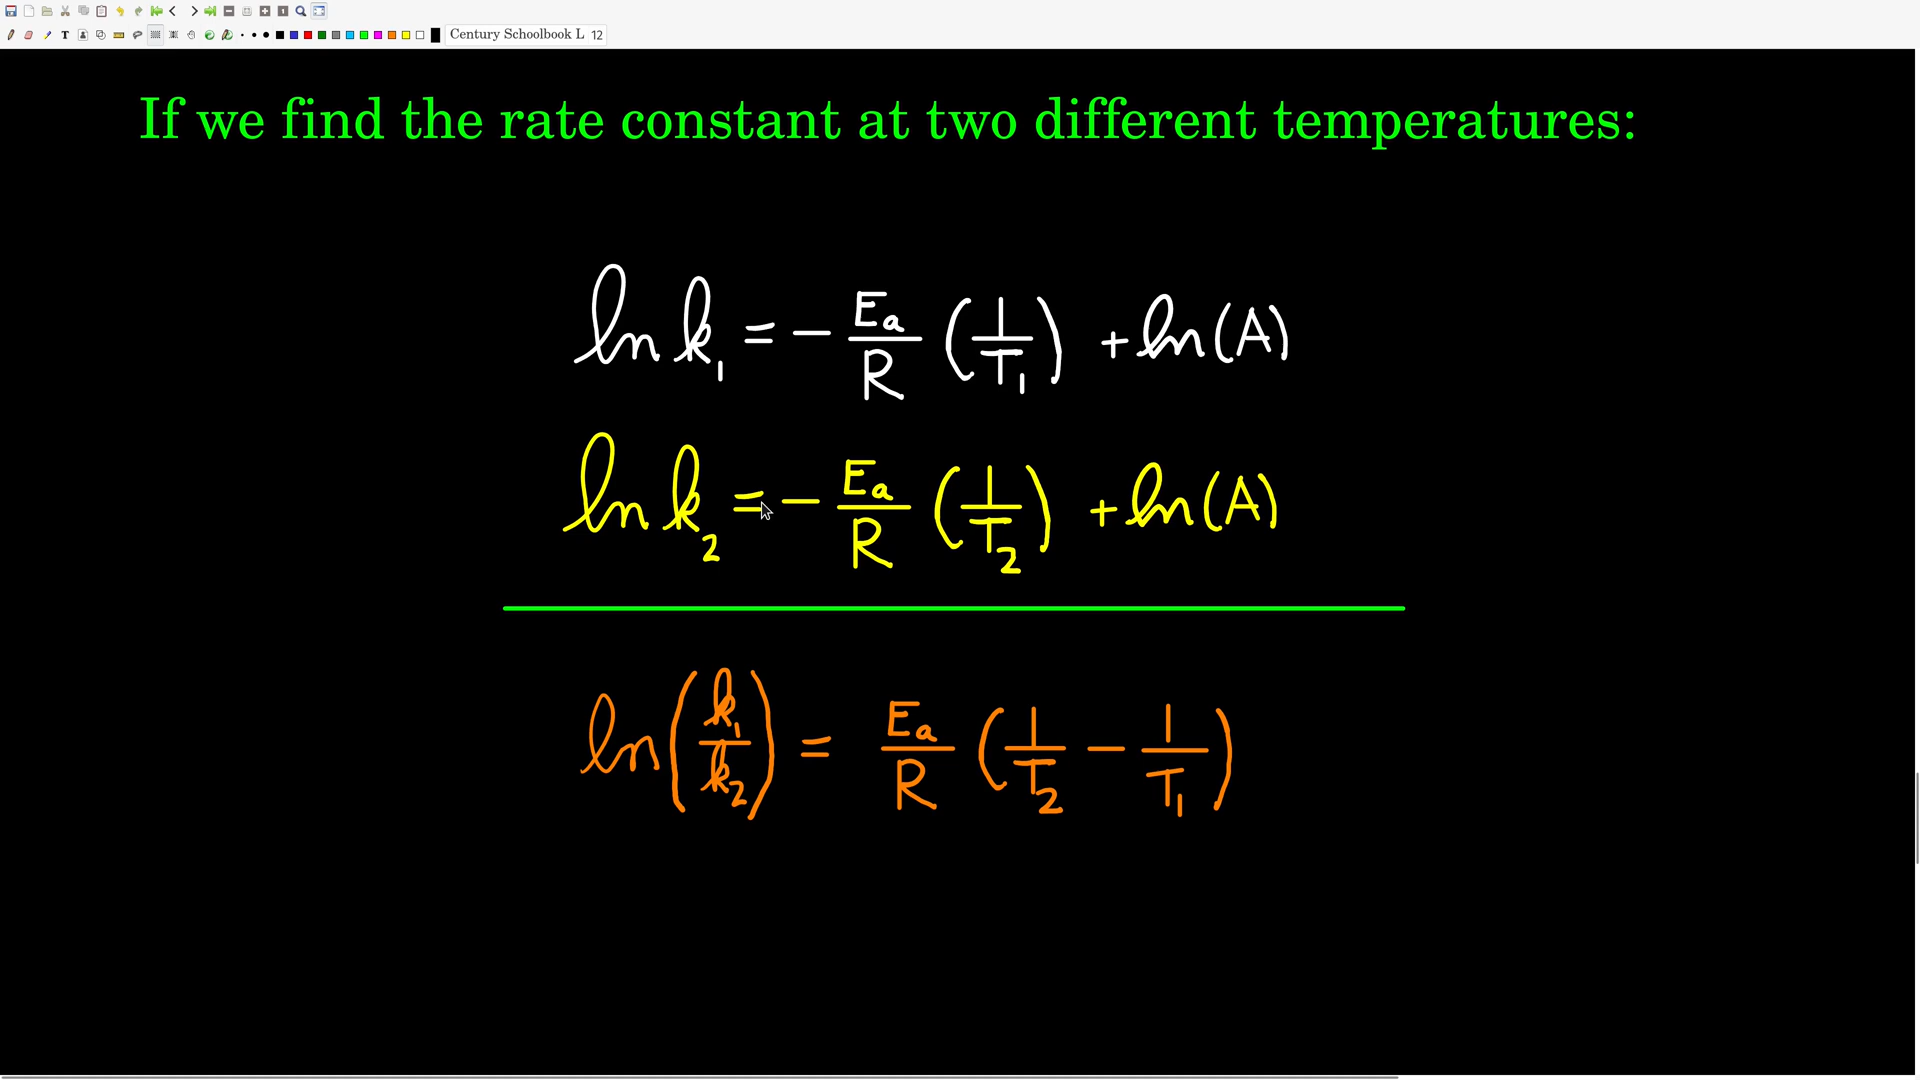 Century Schoolbook L 12
If we find the rate constant at two different temperatures:
ln k₁ = - Ea/R (1/T₁) + ln(A)
ln k₂ = - Ea/R (1/T₂) + ln(A)
ln(k₁/k₂) = Ea/R (1/T₂ - 1/T₁)